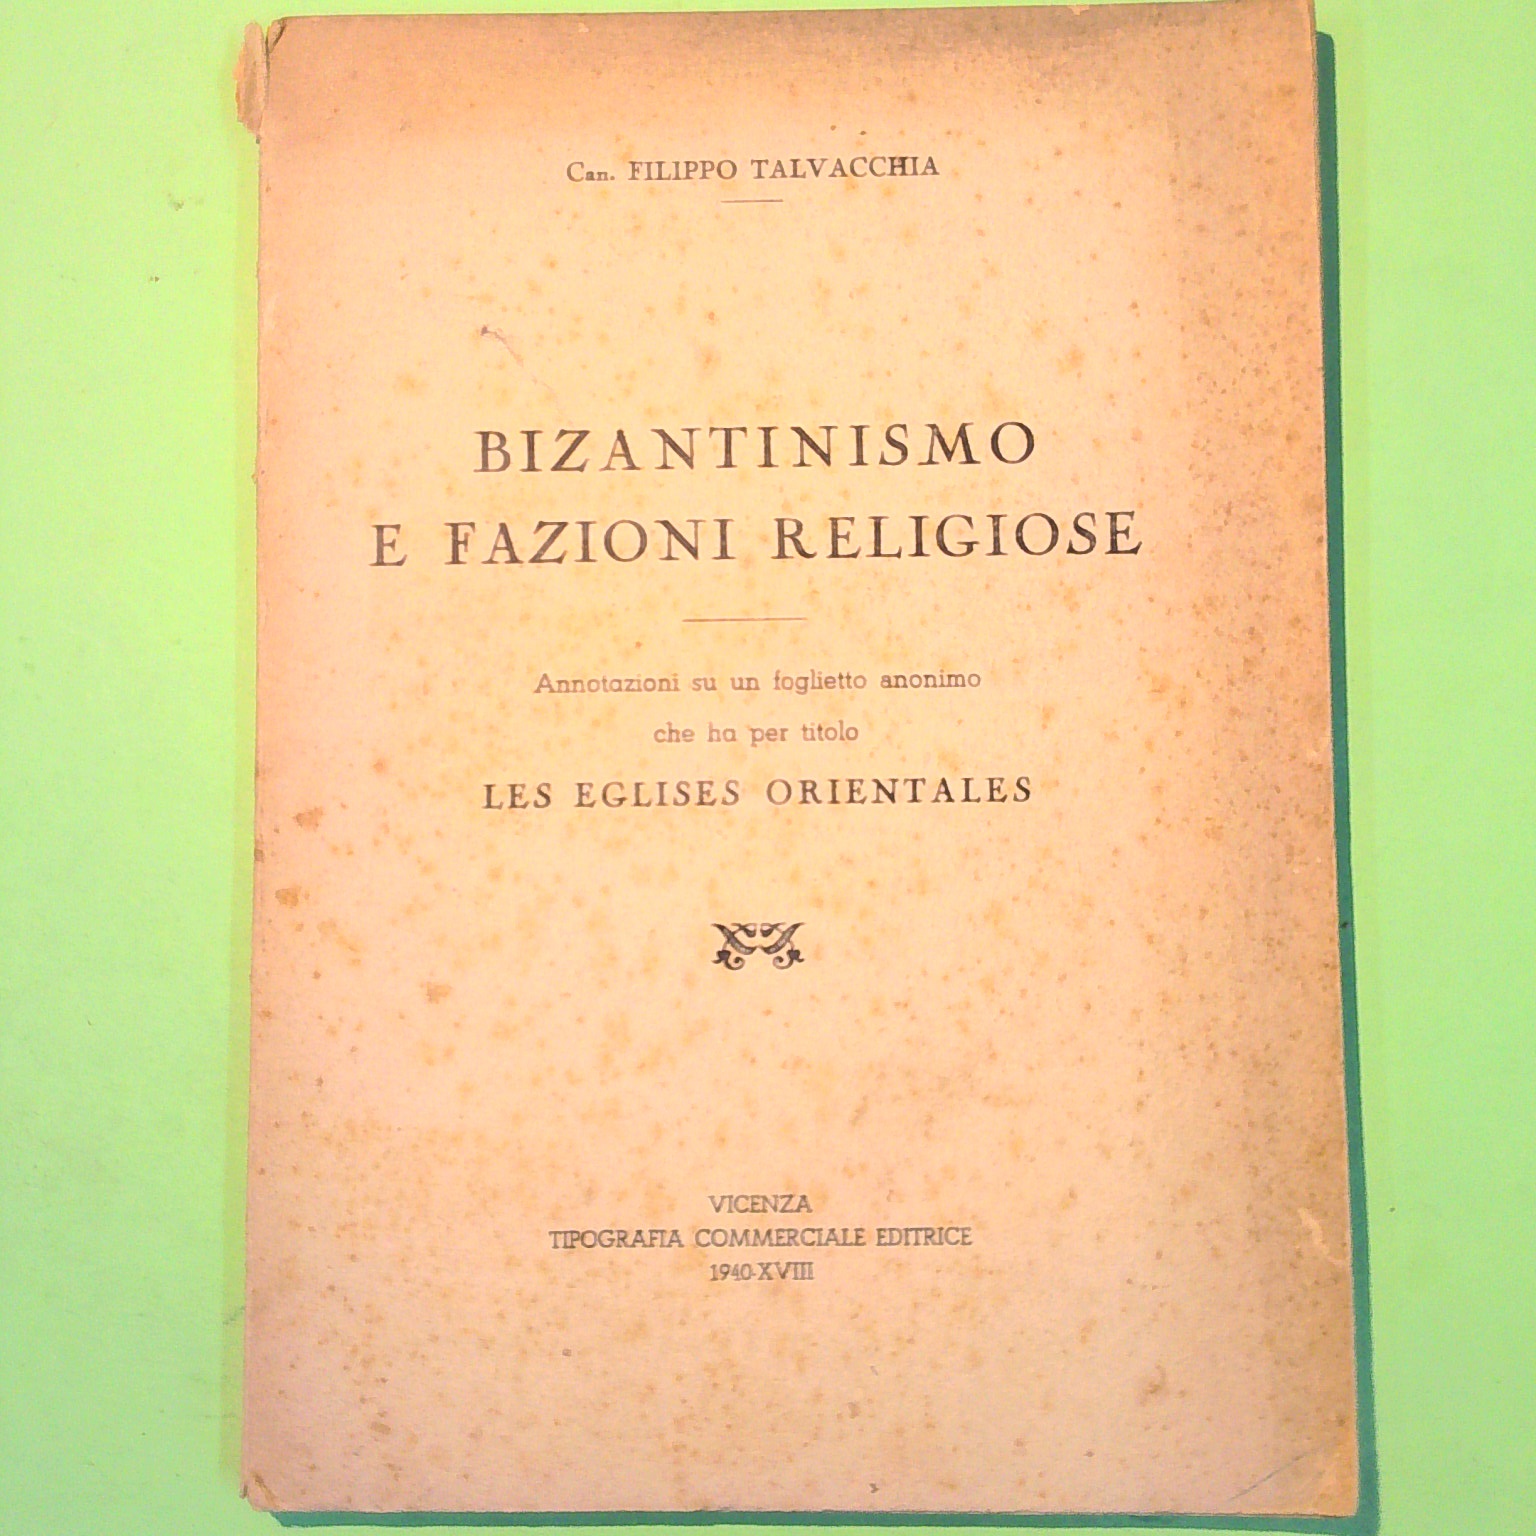 Can. FILIPPO TALVACCHIA
BIZANTINISMO
E FAZIONI RELIGIOSE
Annotazioni su un foglietto anonimo
che ha per titolo
LES EGLISES ORIENTALES
VICENZA
TIPOGRAFIA COMMERCIALE EDITRICE
1940-XVIII